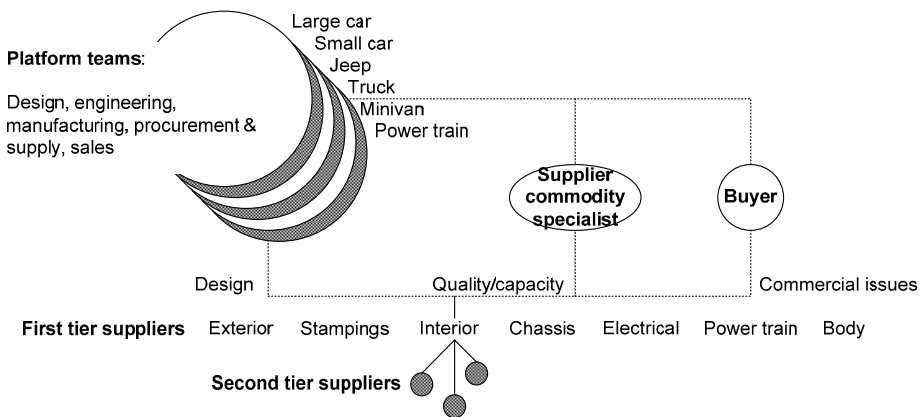 Large car
Small car
Jeep
Truck
Minivan
Power train
Platform teams:
Design, engineering,
manufacturing, procurement &
supply, sales
Supplier
commodity
specialist
Buyer
Design
Quality/capacity
Commercial issues
First tier suppliers Exterior Stampings Interior Chassis Electrical Power train Body
Second tier suppliers